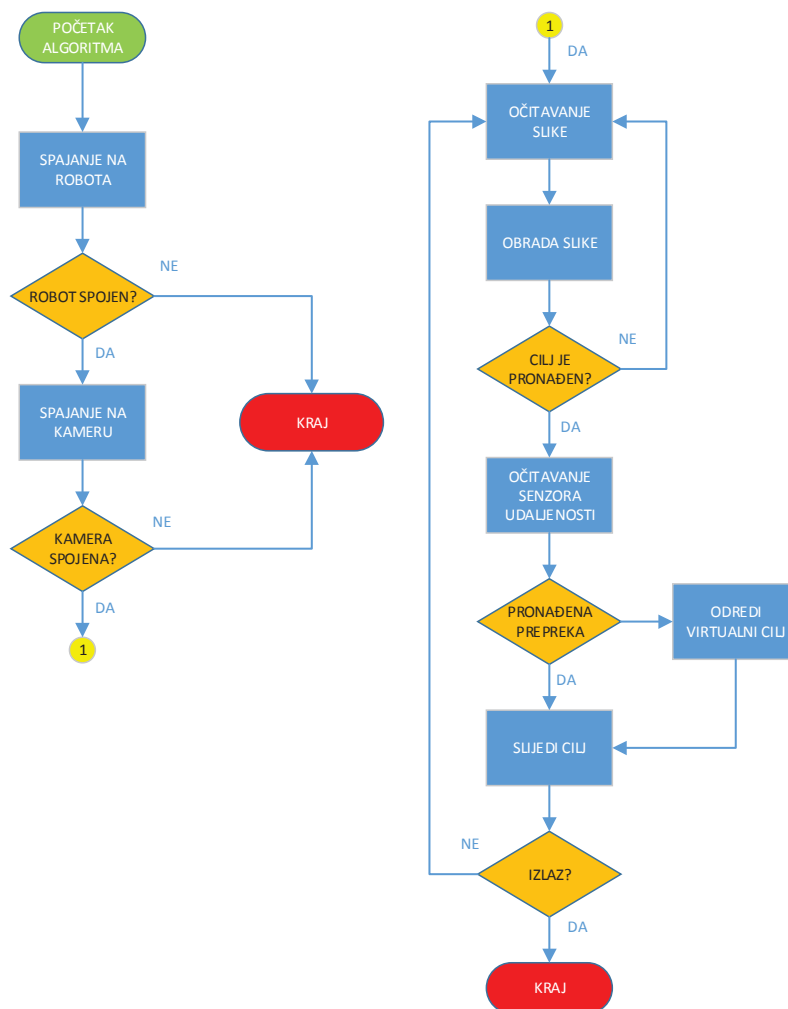 POČETAK
ALGORITMA
SPAJANJE NA
ROBOTA
NE
ROBOT SPOJEN?
DA
SPAJANJE NA
KAMERU
KRAJ
NE
KAMERA
SPOJENA?
DA
1
1
DA
OČITAVANJE
SLIKE
OBRADA SLIKE
NE
CILJ JE
PRONAĐEN?
DA
OČITAVANJE
SENZORA
UDALJENOSTI
PRONAĐENA
PREPREKA
ODREDI
VIRTUALNI CILJ
DA
SLIJEDI CILJ
NE
IZLAZ?
DA
KRAJ